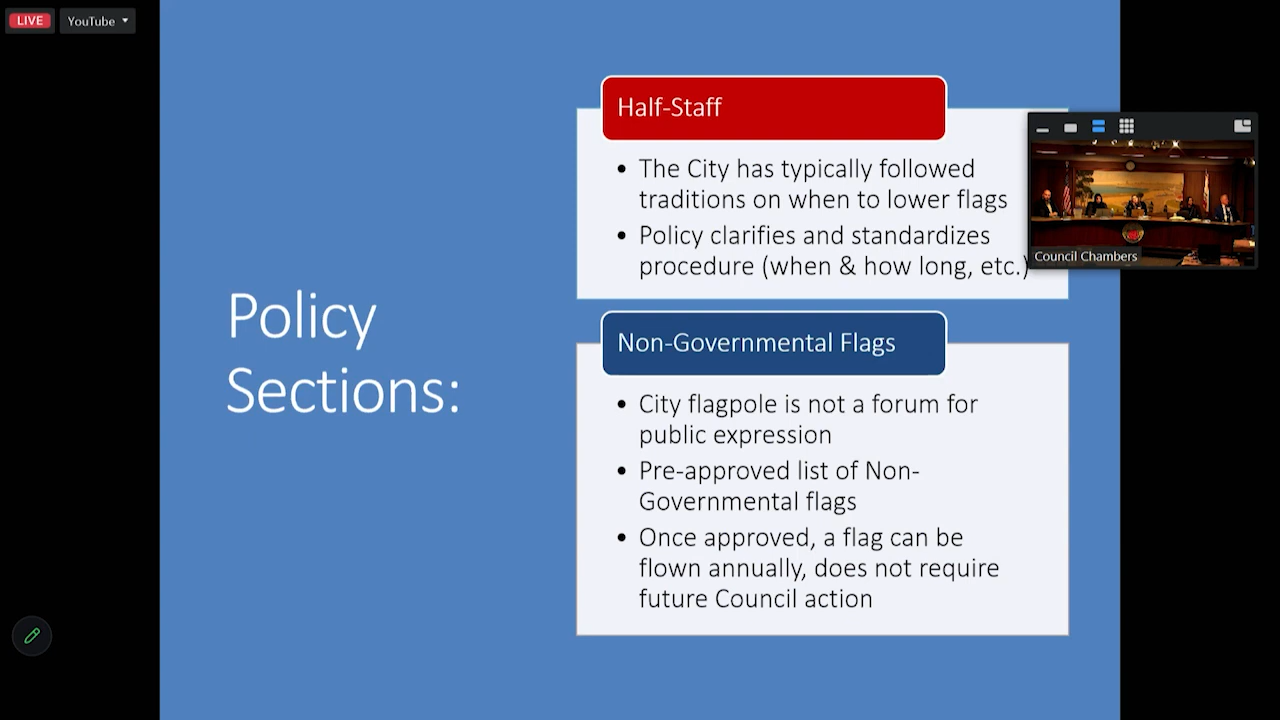 LIVE
YouTube
Policy
Sections:
Half-Staff
• The City has typically followed
traditions on when to lower flags
• Policy clarifies and standardizes
procedure (when & how long, etc.)
Non-Governmental Flags
• City flagpole is not a forum for
public expression
• Pre-approved list of Non-
Governmental flags
• Once approved, a flag can be
flown annually, does not require
future Council action
Council Chambers